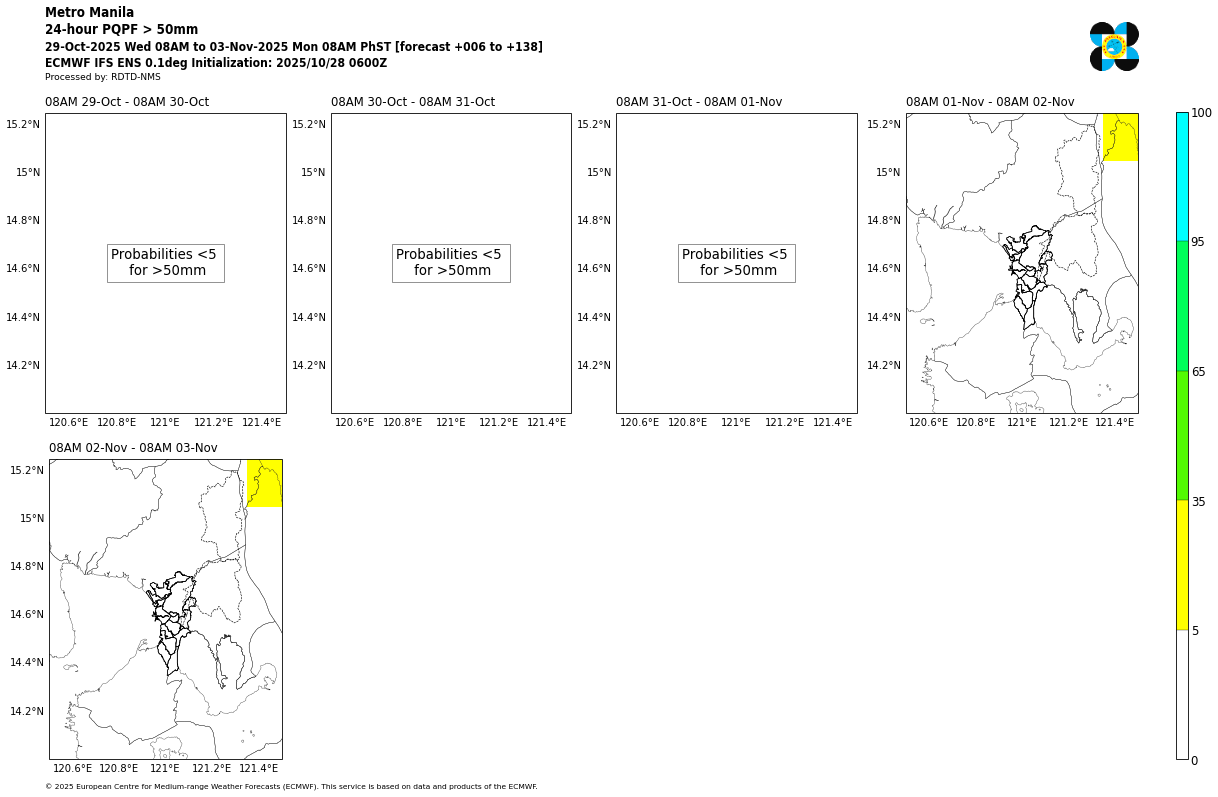 Metro Manila
24-hour PQPF > 50mm
29-Oct-2025 Wed 08AM to 03-Nov-2025 Mon 08AM PhST [forecast +006 to +138]
ECMWF IFS ENS 0.1deg Initialization: 2025/10/28 0600Z
Processed by: RDTD-NMS
08AM 29-Oct - 08AM 30-Oct
15.2°N
15°N
14.8°N
14.6°N
14.4°N
14.2°N
Probabilities <5
for >50mm
120.6°E 120.8°E 121°E 121.2°E 121.4°E
08AM 30-Oct - 08AM 31-Oct
15.2°N
15°N
14.8°N
14.6°N
14.4°N
14.2°N
Probabilities <5
for >50mm
120.6°E 120.8°E 121°E 121.2°E 121.4°E
08AM 31-Oct - 08AM 01-Nov
15.2°N
15°N
14.8°N
14.6°N
14.4°N
14.2°N
Probabilities <5
for >50mm
120.6°E 120.8°E 121°E 121.2°E 121.4°E
08AM 01-Nov - 08AM 02-Nov
15.2°N
15°N
14.8°N
14.6°N
14.4°N
14.2°N
120.6°E 120.8°E 121°E 121.2°E 121.4°E
08AM 02-Nov - 08AM 03-Nov
15.2°N
15°N
14.8°N
14.6°N
14.4°N
14.2°N
120.6°E 120.8°E 121°E 121.2°E 121.4°E
100
95
65
35
5
0
© 2025 European Centre for Medium-range Weather Forecasts (ECMWF). This service is based on data and products of the ECMWF.